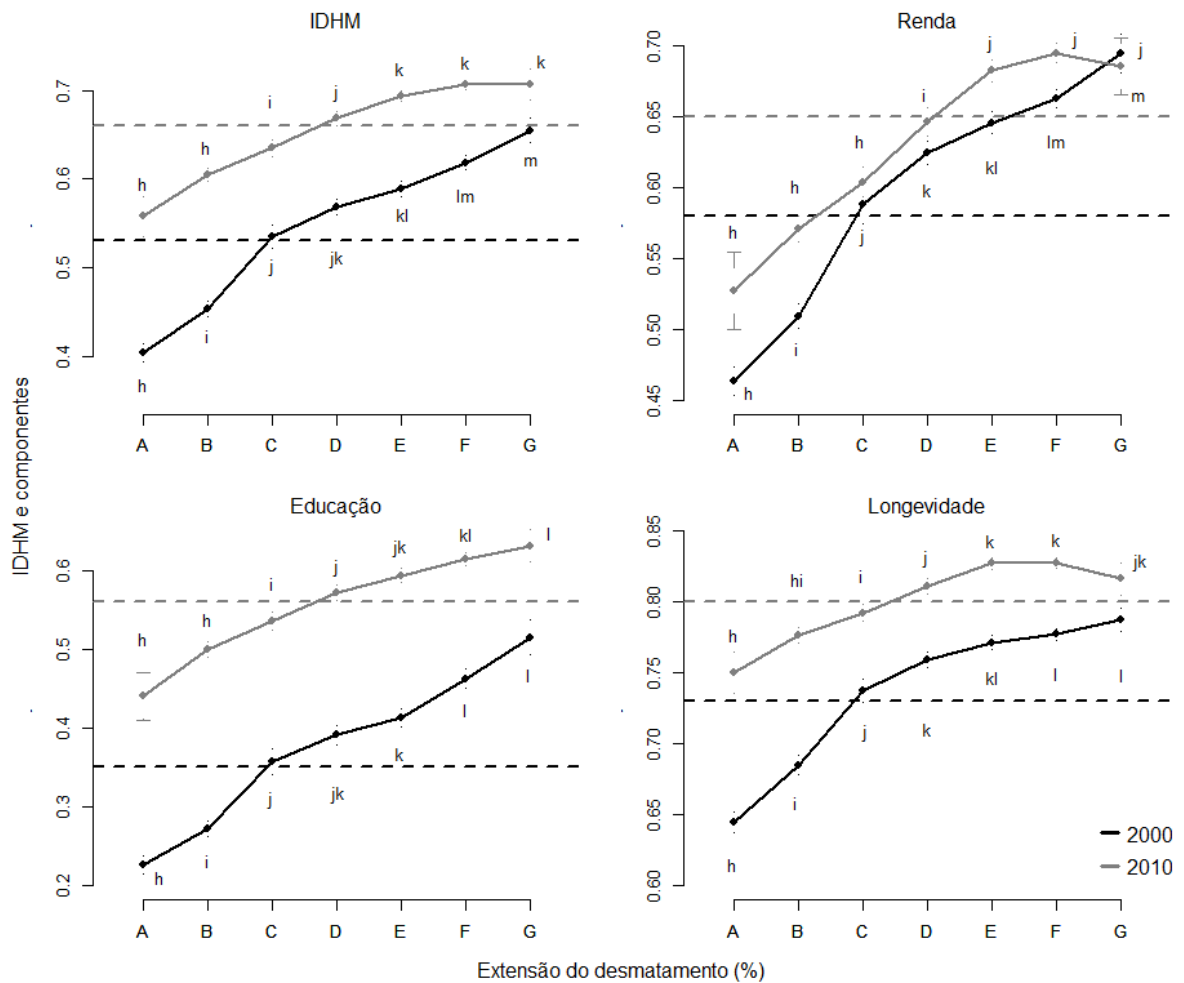 IDHM
IDHM e componentes
0.7
0.6
0.5
0.4
h
h
i
j
k
k
k
h
i
j
jk
kl
lm
m
A B C D E F G
Renda
0.70
0.65
0.60
0.55
0.50
0.45
h
h
h
i
j
j
j
h
i
j
k
kl
lm
m
A B C D E F G
Educação
0.6
0.5
0.4
0.3
0.2
h
h
i
j
jk
kl
l
h
i
j
jk
k
l
l
A B C D E F G
Longevidade
0.85
0.80
0.75
0.70
0.65
0.60
h
hi
i
j
k
k
jk
h
i
j
k
kl
l
l
2000
2010
A B C D E F G
Extensão do desmatamento (%)